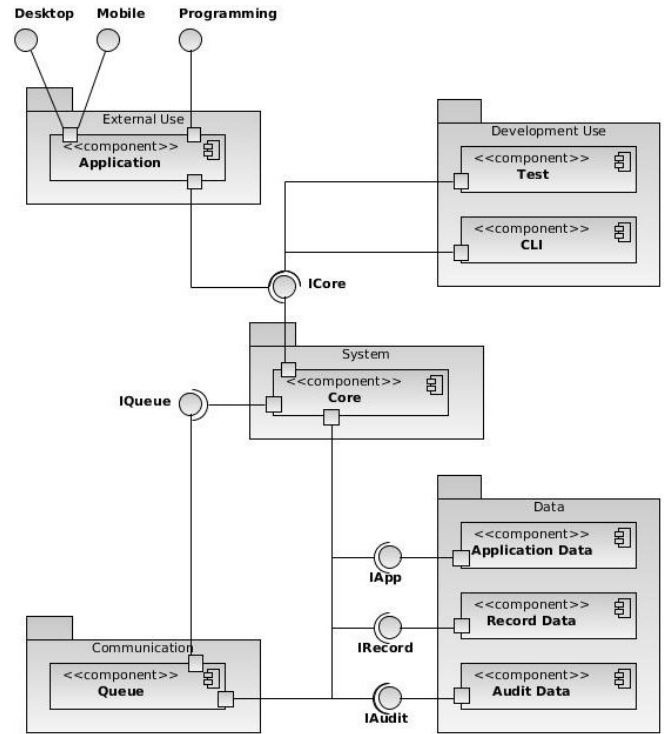 Desktop Mobile Programming
External Use
<<component>>
Application
Development Use
<<component>>
Test
<<component>>
CLI
ICore
System
<<component>>
Core
IQueue
Data
<<component>>
Application Data
IApp
<<component>>
Record Data
IRecord
Communication
<<component>>
Queue
<<component>>
Audit Data
IAudit